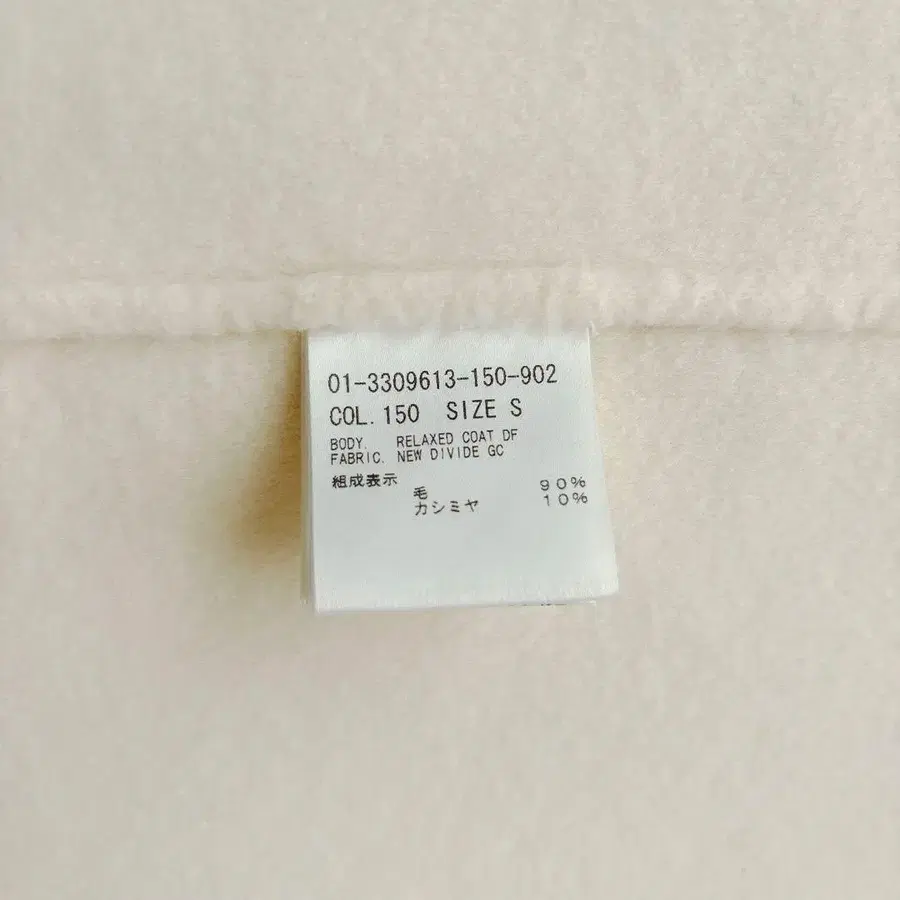 01-3309613-150-902
COL. 150 SIZE S
BODY. RELAXED COAT DF
FABRIC. NEW DIVIDE GC
組成表示
毛 90%
カシミヤ 10%